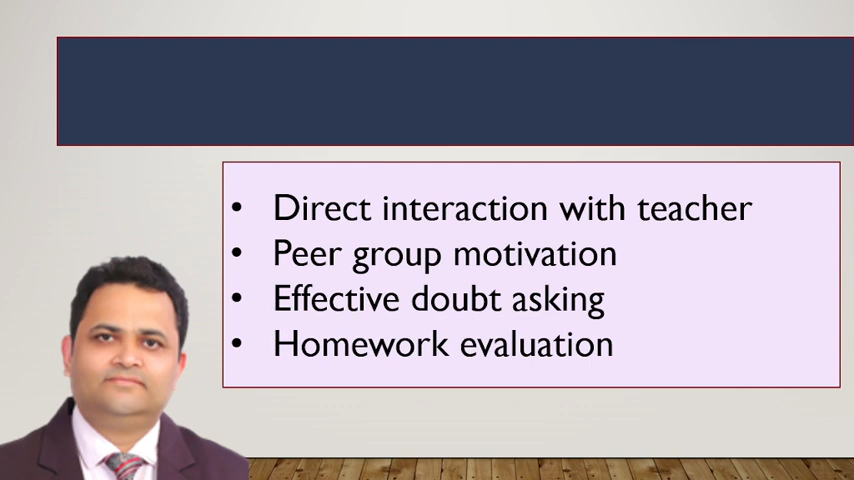 • Direct interaction with teacher
• Peer group motivation
• Effective doubt asking
• Homework evaluation